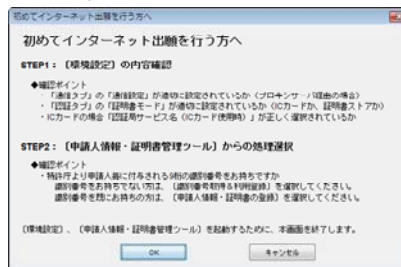 初めてインターネット出願を行う方へ
初めてインターネット出願を行う方へ
STEP1:〔環境設定〕の内容確認
◆確認ポイント
・「通信タブ」の「通信設定」が適切に設定されているか（プロキシサーバ経由の場合）
・「認証タブ」の「証明書モード」が適切に設定されているか（ICカードか、証明書ストアか）
・ICカードの場合「認証局サービス名（ICカード使用時）」が正しく選択されているか
STEP2:〔申請人情報・証明書管理ツール〕からの処理選択
◆確認ポイント
・特許庁より申請人毎に付与される9桁の識別番号をお持ちですか
識別番号をお持ちでない方は、〔識別番号取得＆利用登録〕を選択してください。
識別番号を既にお持ちの方は、〔申請人情報・証明書の登録〕を選択してください。
〔環境設定〕、〔申請人情報・証明書管理ツール〕を起動するために、本画面を終了します。
OK
キャンセル